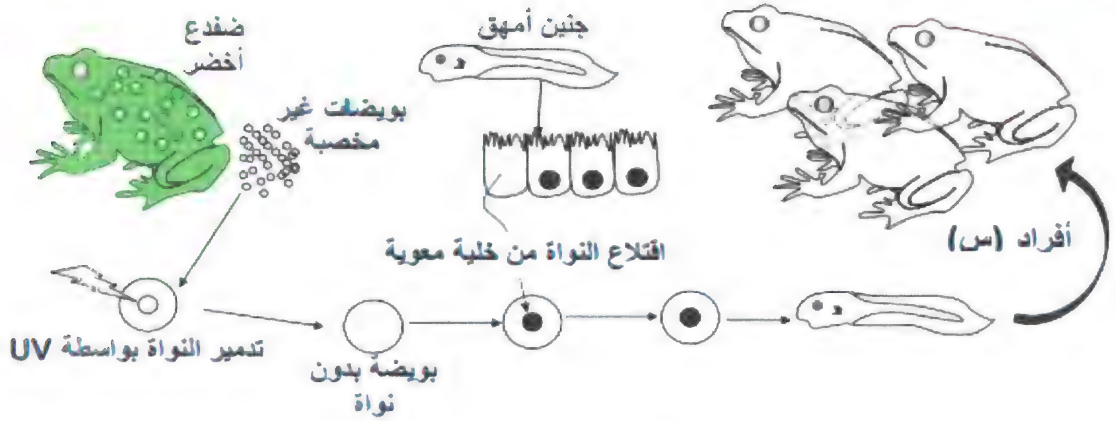 ضفدع
أخضر
جنين أمهق
بويضات غير
مخصبة
اقتلاع النواة من خلية معوية
أفراد (س)
تدمير النواة بواسطة UV
بويضة بدون
نواة